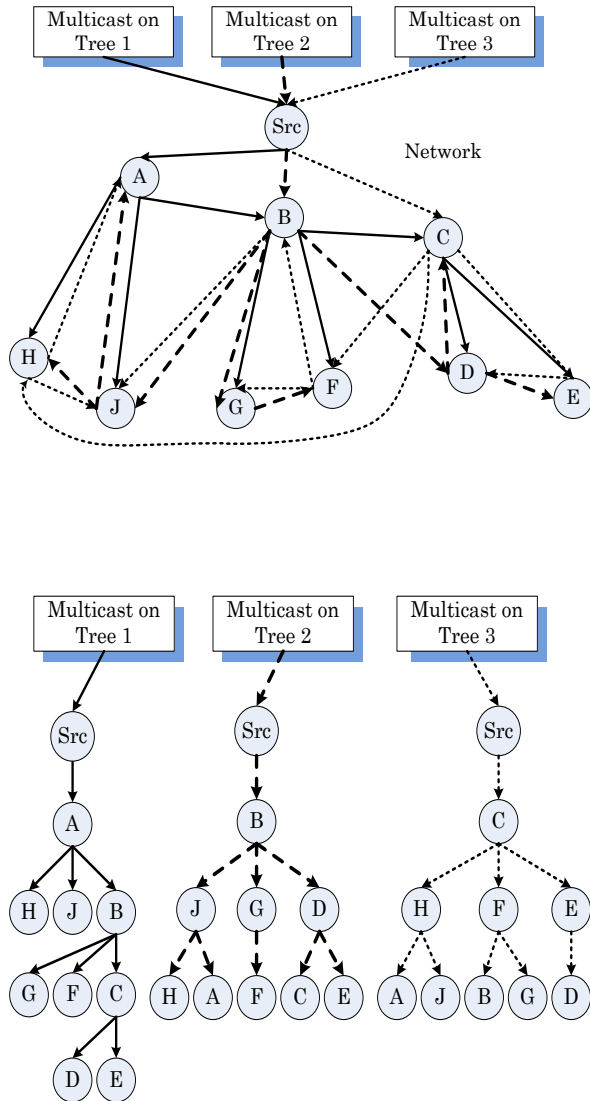 Multicast on
Tree 1
Multicast on
Tree 2
Multicast on
Tree 3
Src
Network
A
B
C
H
J
G
F
D
E
Multicast on
Tree 1
Multicast on
Tree 2
Multicast on
Tree 3
Src
Src
Src
A
B
C
H J B
J G D
H F E
G F C
H A F C E
A J B G D
D E